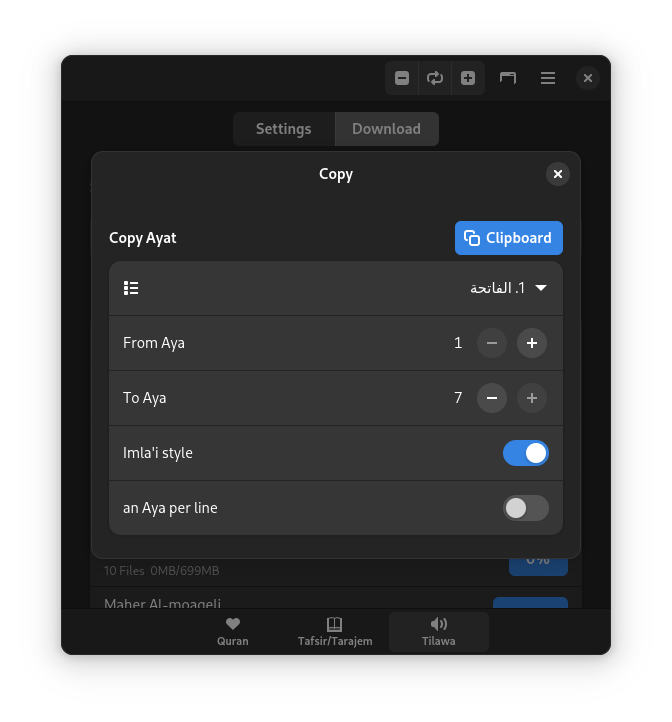 Settings
Download
Copy
Copy Ayat
Clipboard
1. الفاتحة
From Aya
1
To Aya
7
Imla'i style
an Aya per line
10 Files 0MB/699MB
0%
Maher Al-moaqeli
Quran
Tafsir/Tarajem
Tilawa